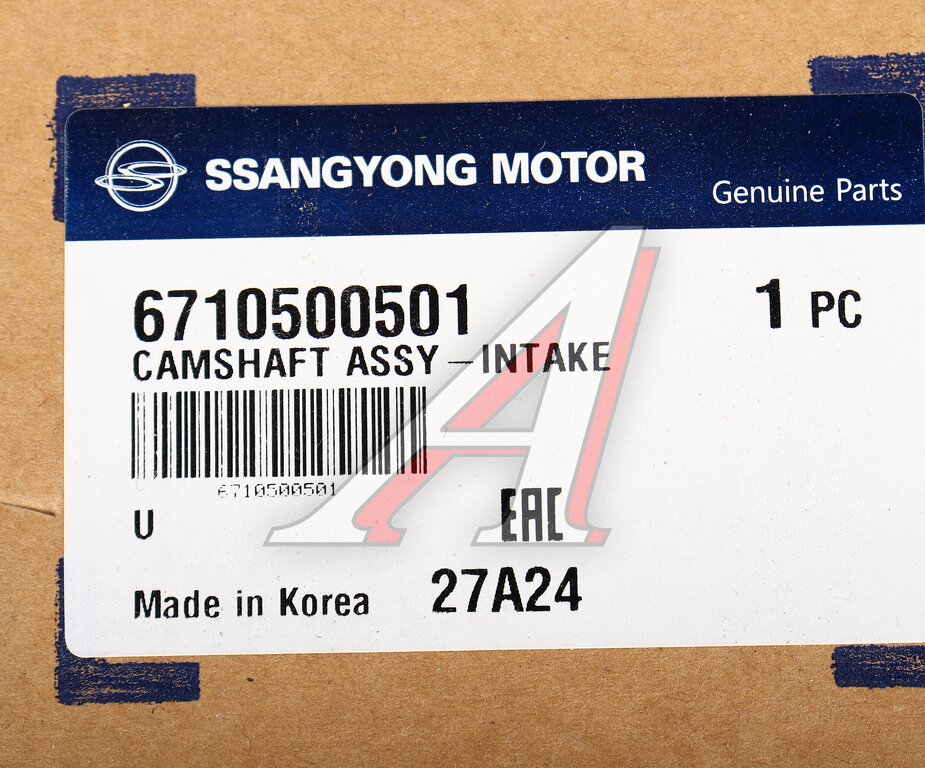 SSANGYONG MOTOR
Genuine Parts
6710500501
1 PC
CAMSHAFT ASSY-INTAKE
6710500501
U
EAC
Made in Korea
27A24